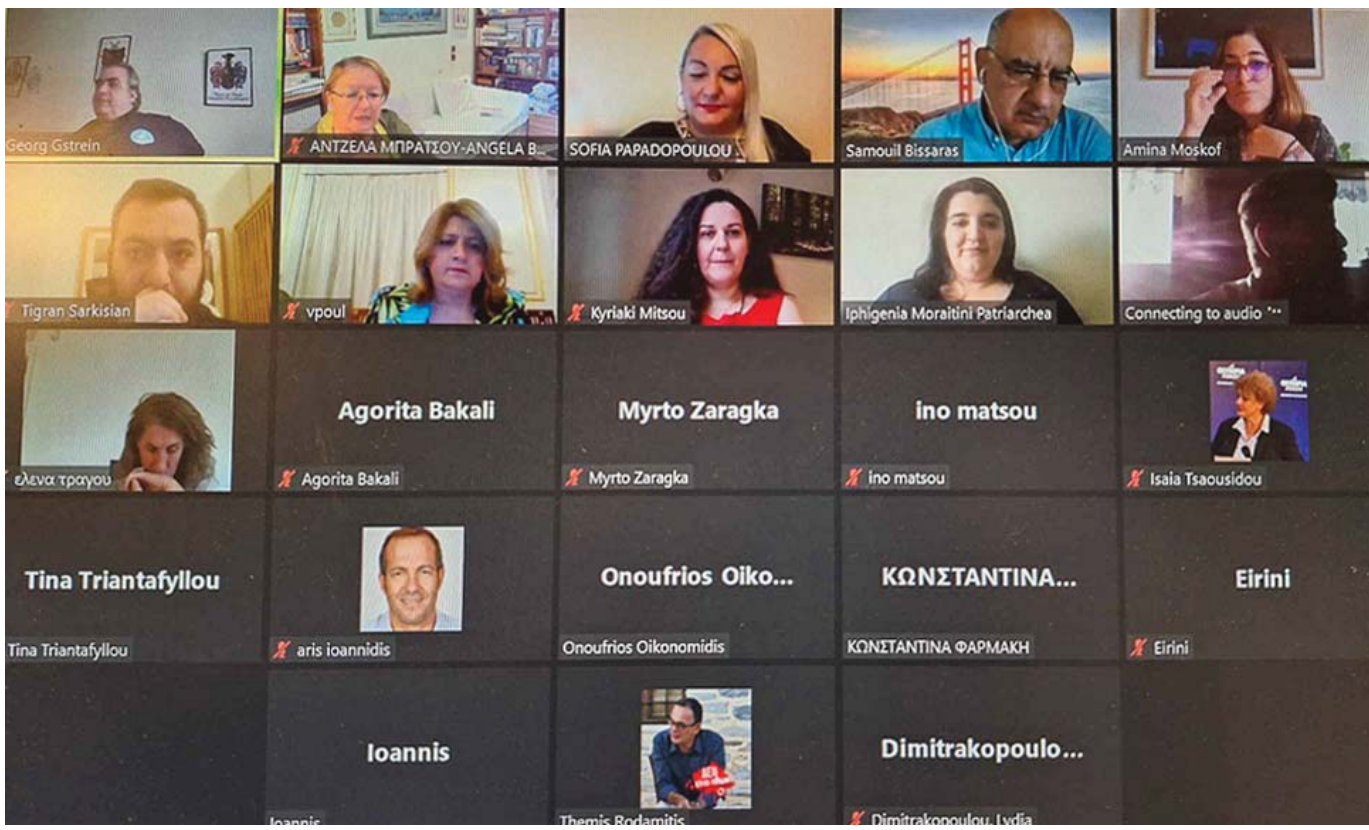 Georg Gstrein
ΑΝΤΖΕΛΑ ΜΠΡΑΤΣΟΥ-ANGELA B...
SOFIA PAPADOPOULOU
Samouil Bissaras
Amina Moskof
Tigran Sarkisian
vpoul
Kyriaki Mitsou
Iphigenia Moraitini Patriarchea
Connecting to audio ...
ελενα τραγου
Agorita Bakali
Agorita Bakali
Myrto Zaragka
Myrto Zaragka
ino matsou
ino matsou
Isaia Tsaousidou
Tina Triantafyllou
Tina Triantafyllou
aris ioannidis
Onoufrios Oiko...
Onoufrios Oikonomidis
ΚΩΝΣΤΑΝΤΙΝΑ...
ΚΩΝΣΤΑΝΤΙΝΑ ΦΑΡΜΑΚΗ
Eirini
Eirini
Ioannis
Ioannis
Themis Rodamitis
Dimitrakopoulo...
Dimitrakopoulou, Lydia